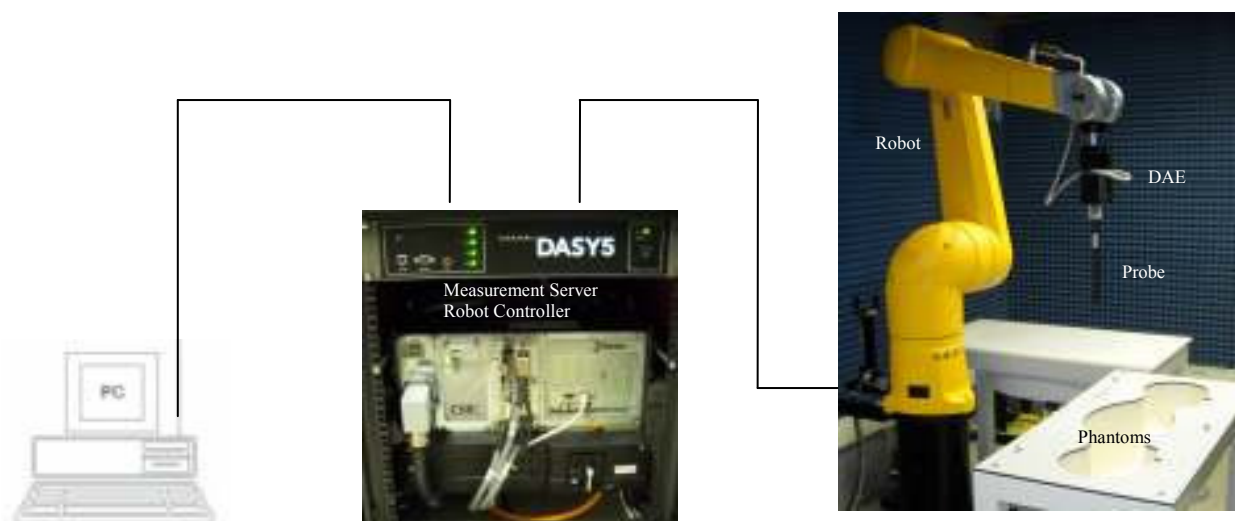 PC
DASY5
Measurement Server
Robot Controller
Robot
DAE
Probe
Phantoms